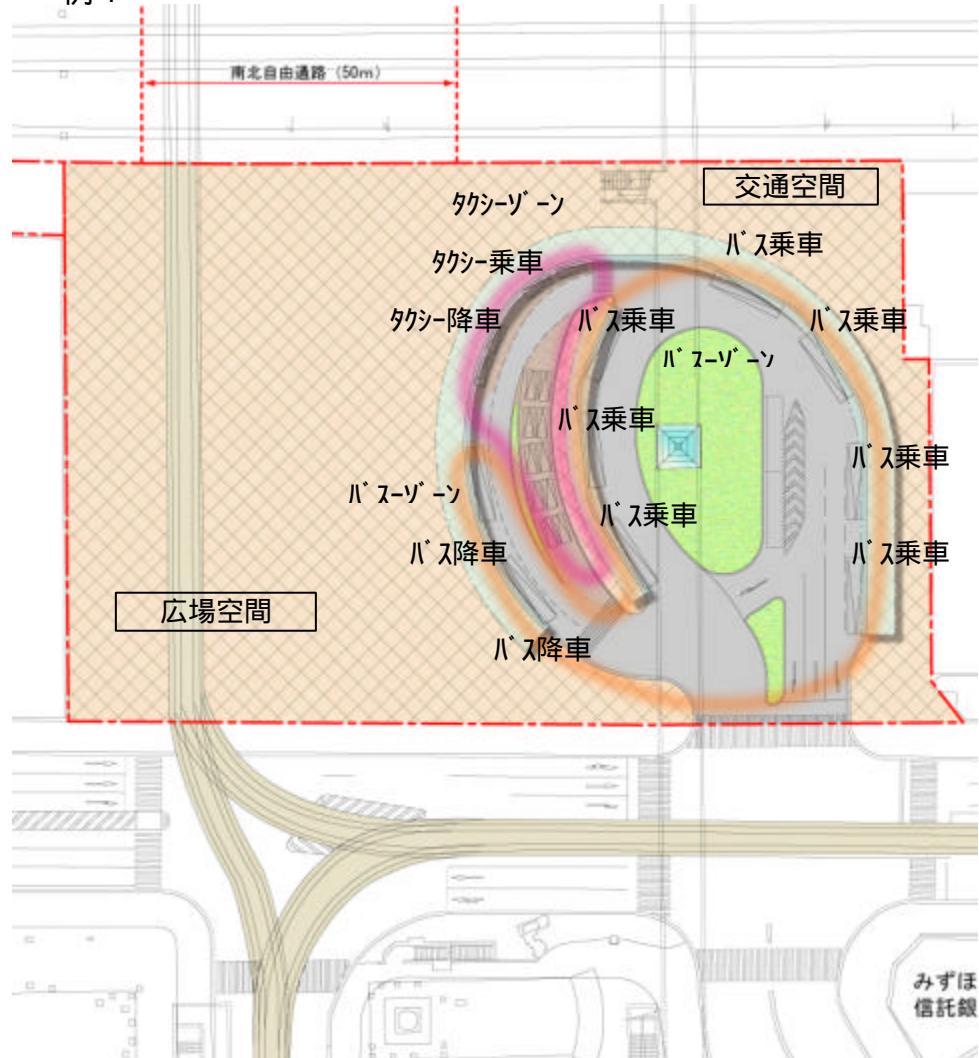 南北自由通路（50m）
交通空間
ﾀｸｼｰｿﾞｰﾝ
ﾊﾞｽ乗車
ﾀｸｼｰ乗車
ﾀｸｼｰ降車
ﾊﾞｽ乗車
ﾊﾞｽ乗車
ﾊﾞｽｰｿﾞｰﾝ
ﾊﾞｽ乗車
ﾊﾞｽ乗車
ﾊﾞｽｰｿﾞｰﾝ
ﾊﾞｽ乗車
ﾊﾞｽ降車
ﾊﾞｽ乗車
広場空間
ﾊﾞｽ降車
みずほ
信託銀